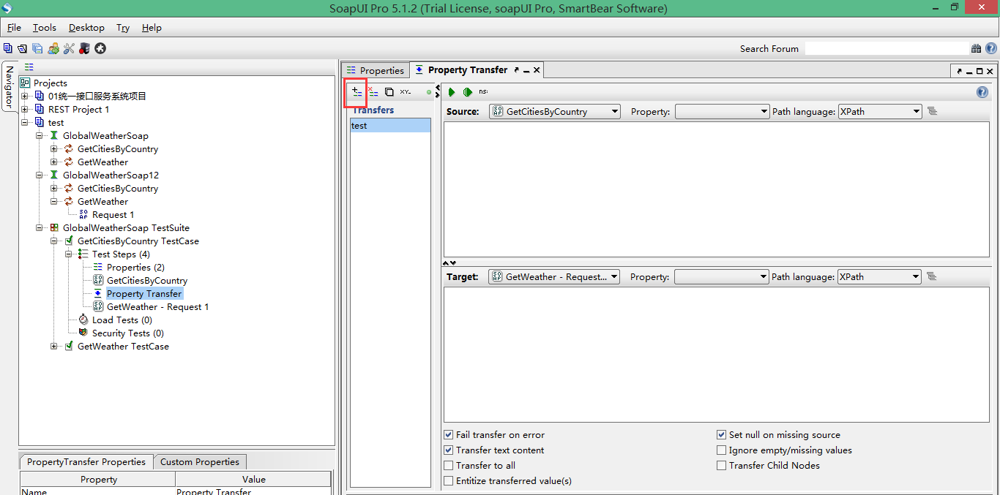 SoapUI Pro 5.1.2 (Trial License, soapUI Pro, SmartBear Software)
File Tools Desktop Try Help
Search Forum
Navigator
Projects
01统一接口服务系统项目
REST Project 1
test
GlobalWeatherSoap
GetCitiesByCountry
GetWeather
GlobalWeatherSoap12
GetCitiesByCountry
GetWeather
Request 1
GlobalWeatherSoap TestSuite
GetCitiesByCountry TestCase
Test Steps (4)
Properties (2)
GetCitiesByCountry
Property Transfer
GetWeather - Request 1
Load Tests (0)
Security Tests (0)
GetWeather TestCase
PropertyTransfer Properties Custom Properties
Property Value
Name Property Transfer
Properties Property Transfer
XY- ns:
Transfers
test
Source: GetCitiesByCountry Property: Path language: XPath
Target: GetWeather - Request... Property: Path language: XPath
Fail transfer on error Set null on missing source
Transfer text content Ignore empty/missing values
Transfer to all Transfer Child Nodes
Entitize transferred value(s)